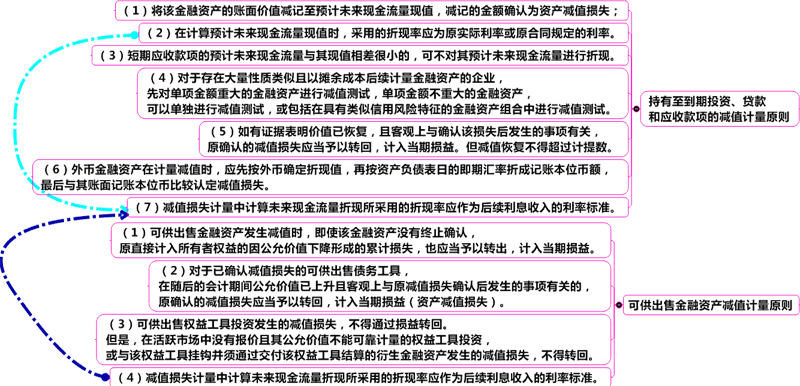 （1）将该金融资产的账面价值减记至预计未来现金流量现值，减记的金额确认为资产减值损失；
（2）在计算预计未来现金流量现值时，采用的折现率应为原实际利率或原合同规定的利率。
（3）短期应收款项的预计未来现金流量与其现值相差很小的，可不对其预计未来现金流量进行折现。
（4）对于存在大量性质类似且以摊余成本后续计量金融资产的企业，
先对单项金额重大的金融资产进行减值测试，单项金额不重大的金融资产，
可以单独进行减值测试，或包括在具有类似信用风险特征的金融资产组合中进行减值测试。
（5）如有证据表明价值已恢复，且客观上与确认该损失后发生的事项有关，
原确认的减值损失应当予以转回，计入当期损益。但减值恢复不得超过计提数。
（6）外币金融资产在计量减值时，应先按外币确定折现值，再按资产负债表日的即期汇率折成记账本位币额，
最后与其账面记账本位币比较认定减值损失。
（7）减值损失计量中计算未来现金流量折现所采用的折现率应作为后续利息收入的利率标准。
持有至到期投资、贷款
和应收款项的减值计量原则
（1）可供出售金融资产发生减值时，即使该金融资产没有终止确认，
原直接计入所有者权益的因公允价值下降形成的累计损失，也应当予以转出，计入当期损益。
（2）对于已确认减值损失的可供出售债务工具，
在随后的会计期间公允价值已上升且客观上与原减值损失确认后发生的事项有关的，
原确认的减值损失应当予以转回，计入当期损益（资产减值损失）。
（3）可供出售权益工具投资发生的减值损失，不得通过损益转回。
但是，在活跃市场中没有报价且其公允价值不能可靠计量的权益工具投资，
或与该权益工具挂钩并须通过交付该权益工具结算的衍生金融资产发生的减值损失，不得转回。
（4）减值损失计量中计算未来现金流量折现所采用的折现率应作为后续利息收入的利率标准。
可供出售金融资产减值计量原则